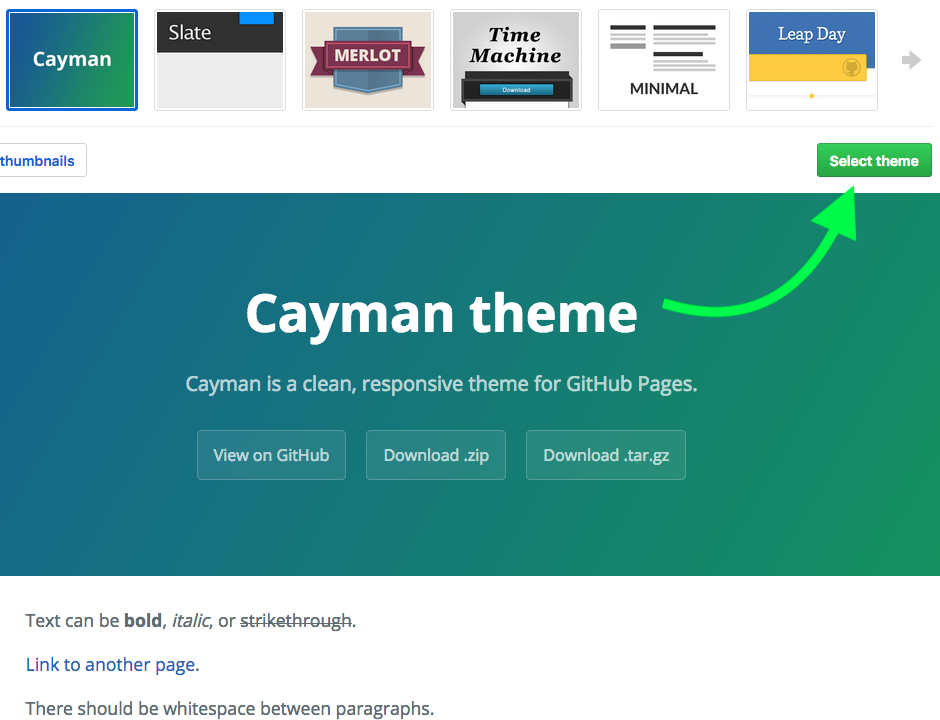 Cayman
Slate
MERLOT
Time
Machine
Download
MINIMAL
Leap Day
thumbnails
Select theme
Cayman theme
Cayman is a clean, responsive theme for GitHub Pages.
View on GitHub
Download .zip
Download .tar.gz
Text can be bold, italic, or strikethrough.
Link to another page.
There should be whitespace between paragraphs.